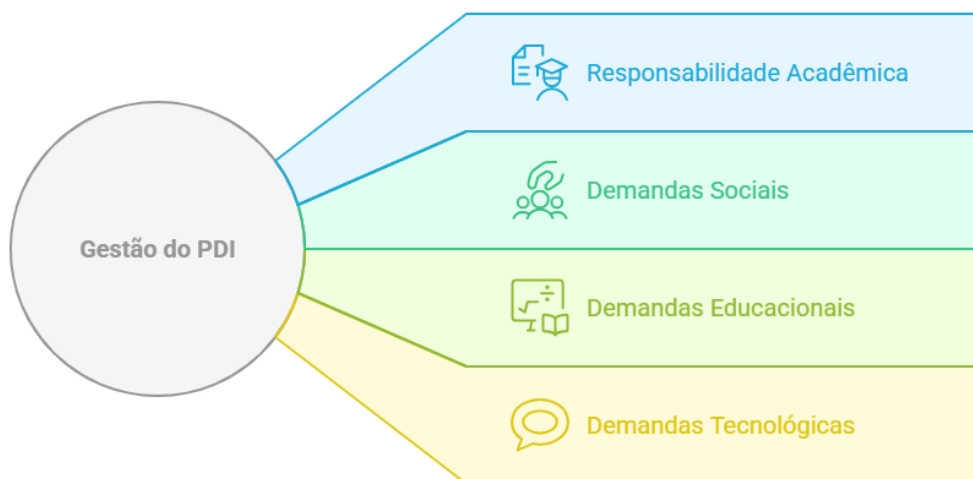 Gestão do PDI
Responsabilidade Acadêmica
Demandas Sociais
Demandas Educacionais
Demandas Tecnológicas